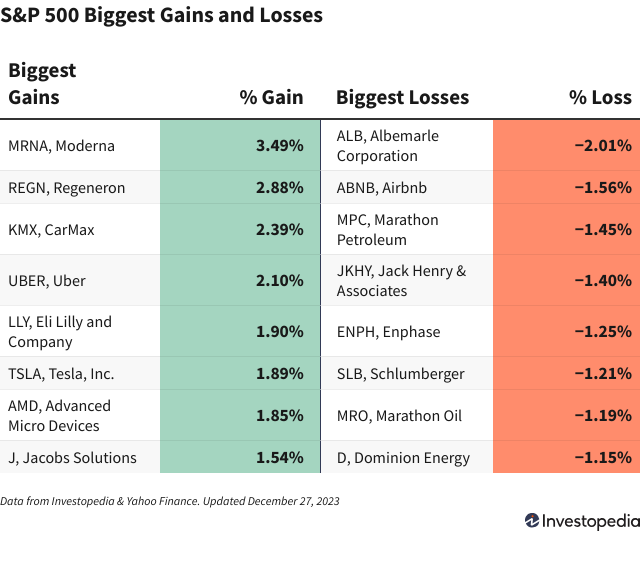 S&P 500 Biggest Gains and Losses
Biggest
Gains
% Gain
Biggest Losses
% Loss
MRNA, Moderna
3.49%
ALB, Albemarle
Corporation
−2.01%
REGN, Regeneron
2.88%
ABNB, Airbnb
−1.56%
KMX, CarMax
2.39%
MPC, Marathon
Petroleum
−1.45%
UBER, Uber
2.10%
JKHY, Jack Henry &
Associates
−1.40%
LLY, Eli Lilly and
Company
1.90%
ENPH, Enphase
−1.25%
TSLA, Tesla, Inc.
1.89%
SLB, Schlumberger
−1.21%
AMD, Advanced
Micro Devices
1.85%
MRO, Marathon Oil
−1.19%
J, Jacobs Solutions
1.54%
D, Dominion Energy
−1.15%
Data from Investopedia & Yahoo Finance. Updated December 27, 2023
Investopedia